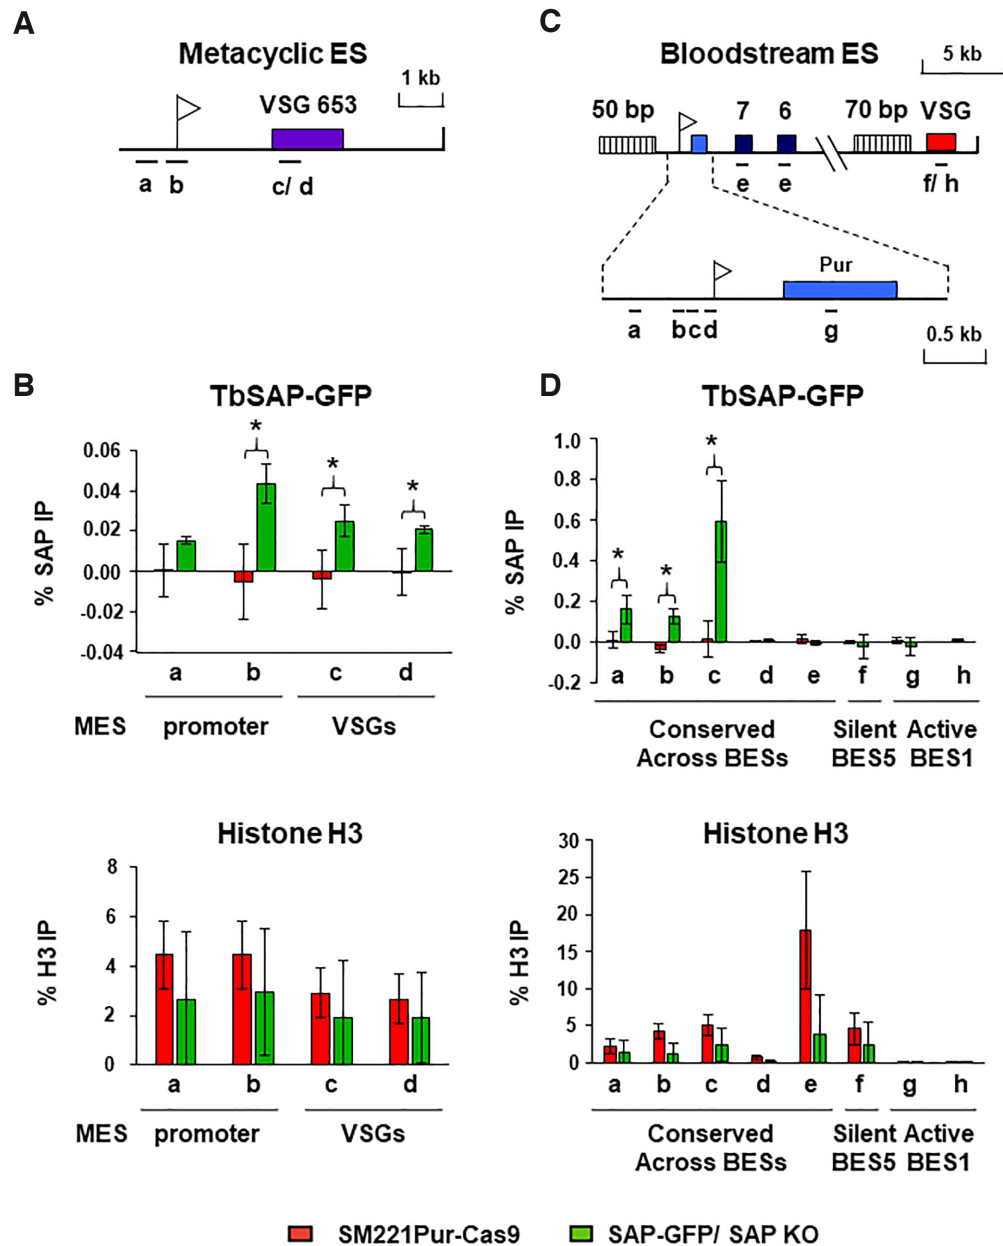 A
Metacyclic ES
1 kb
VSG 653
a b c/ d
C
Bloodstream ES
5 kb
50 bp 7 6 70 bp VSG
e e f/ h
Pur
a b c d g
0.5 kb
B
TbSAP-GFP
% SAP IP
0.06
0.04
0.02
0.00
-0.02
-0.04
* * *
a b c d
MES promoter VSGs
D
TbSAP-GFP
% SAP IP
1.0
0.8
0.6
0.4
0.2
0.0
-0.2
* * *
a b c d e f g h
Conserved Silent Active
Across BESs BES5 BES1
Histone H3
% H3 IP
8
6
4
2
0
a b c d
MES promoter VSGs
Histone H3
% H3 IP
30
25
20
15
10
5
0
a b c d e f g h
Conserved Silent Active
Across BESs BES5 BES1
SM221Pur-Cas9 SAP-GFP/ SAP KO